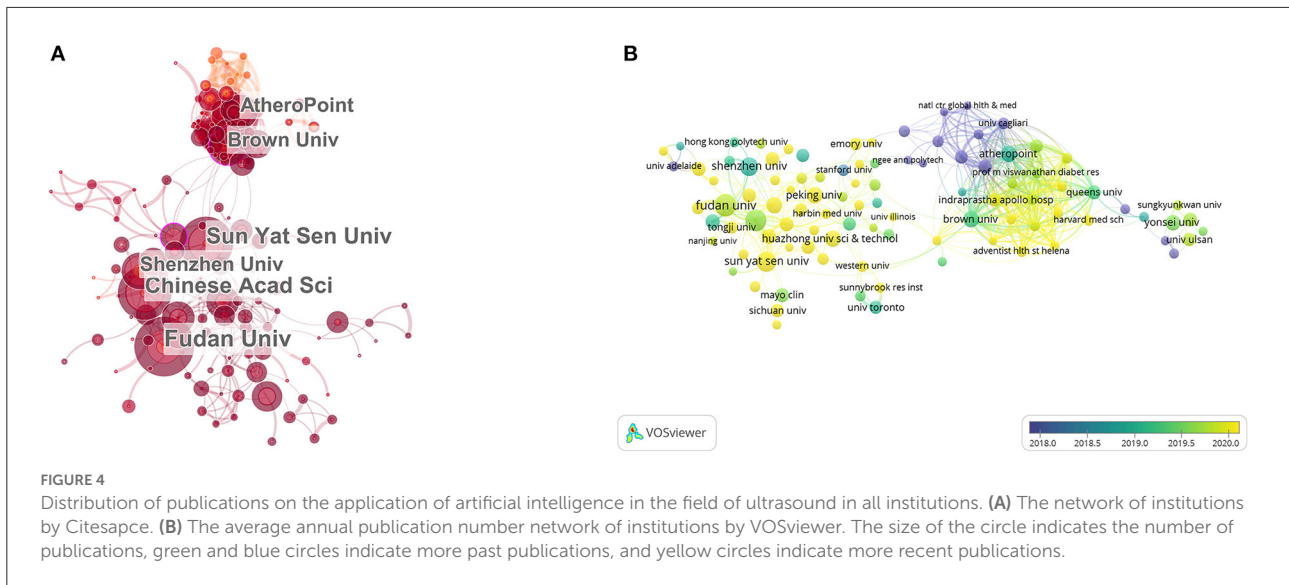 A
AtheroPoint
Brown Univ
Sun Yat Sen Univ
Shenzhen Univ
Chinese Acad Sci
Fudan Univ
B
natl ctr global hlth & med
univ cagliari
hong kong polytech univ
emory univ
atheropoint
univ adelaide
shenzhen univ
stanford univ
ngee ann polytech
prof m viswanathan diabet res
peking univ
queens univ
fudan univ
indraprastha apollo hosp
sungkyunkwan univ
harbin med univ
univ illinois
brown univ
harvard med sch
yonsei univ
tongji univ
nanjing univ
huazhong univ sci & technol
univ ulsan
adventist hlth st helena
sun yat sen univ
western univ
sunnybrook res inst
mayo clin
univ toronto
sichuan univ
VOSviewer
2018.0 2018.5 2019.0 2019.5 2020.0
FIGURE 4
Distribution of publications on the application of artificial intelligence in the field of ultrasound in all institutions. (A) The network of institutions
by Citesapce. (B) The average annual publication number network of institutions by VOSviewer. The size of the circle indicates the number of
publications, green and blue circles indicate more past publications, and yellow circles indicate more recent publications.